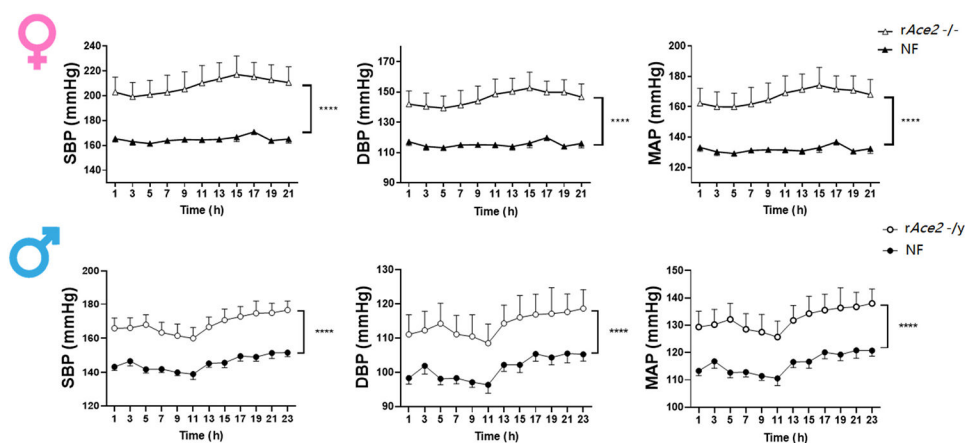 rAce2 -/-
NF
SBP (mmHg)
240
220
200
180
160
140
****
1 3 5 7 9 11 13 15 17 19 21
Time (h)
DBP (mmHg)
170
150
130
110
90
****
1 3 5 7 9 11 13 15 17 19 21
Time (h)
MAP (mmHg)
200
180
160
140
120
****
1 3 5 7 9 11 13 15 17 19 21
Time (h)
rAce2 -/y
NF
SBP (mmHg)
200
180
160
140
120
****
1 3 5 7 9 11 13 15 17 19 21 23
Time (h)
DBP (mmHg)
130
120
110
100
90
****
1 3 5 7 9 11 13 15 17 19 21 23
Time (h)
MAP (mmHg)
150
140
130
120
110
100
****
1 3 5 7 9 11 13 15 17 19 21 23
Time (h)